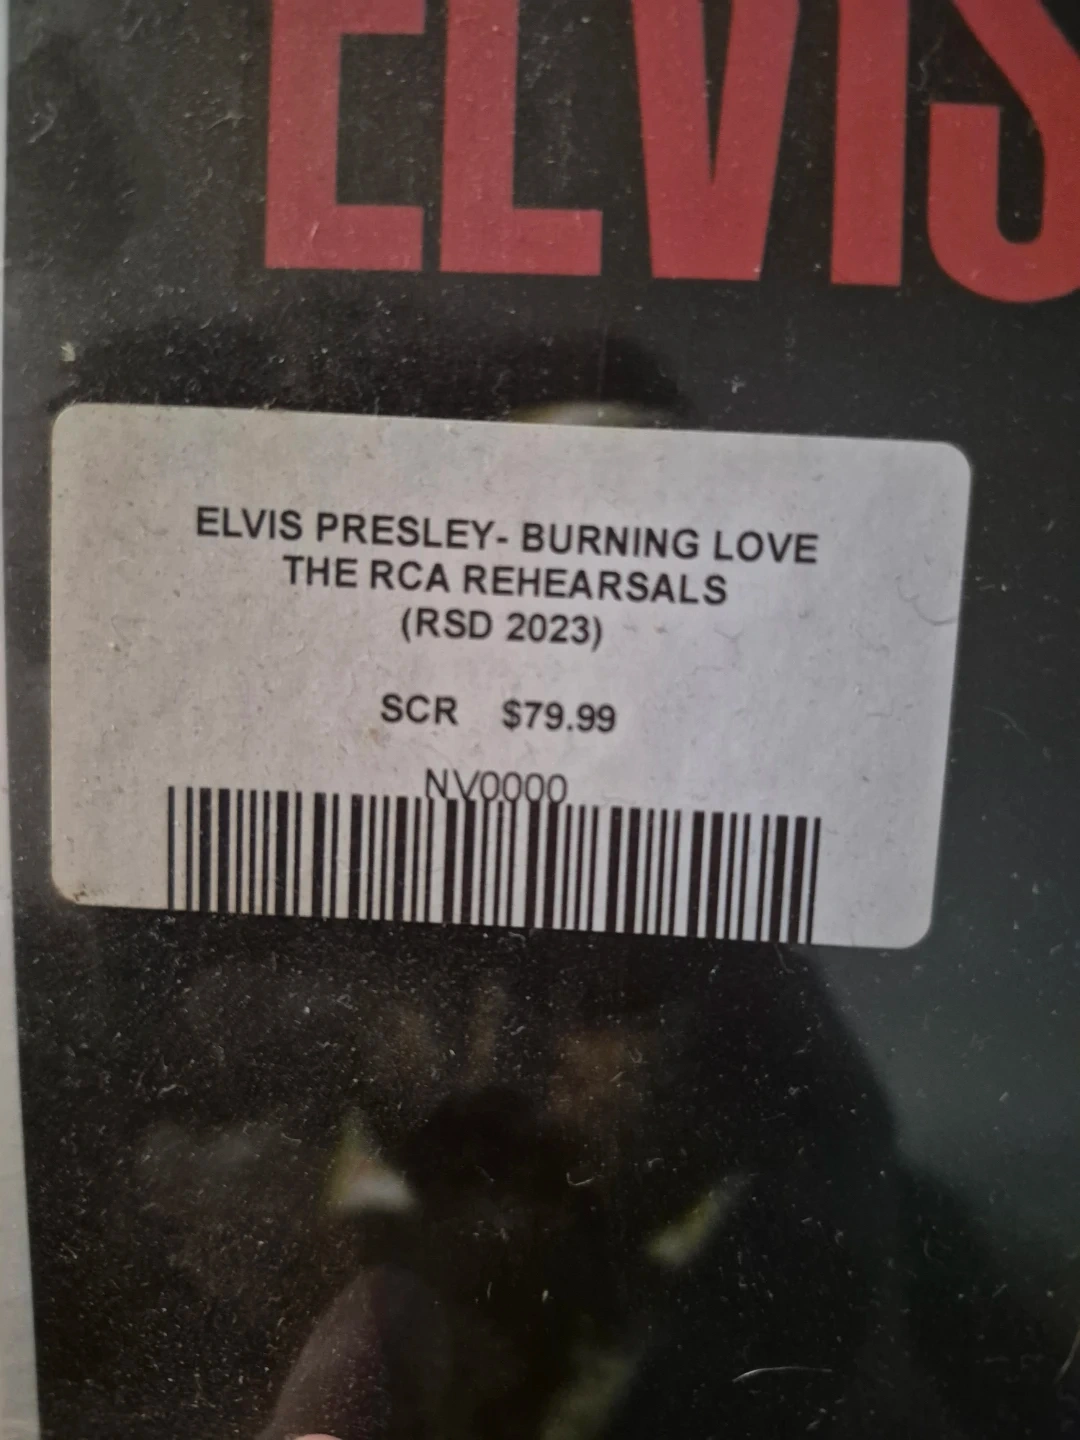 ELVIS
ELVIS PRESLEY- BURNING LOVE
THE RCA REHEARSALS
(RSD 2023)
SCR $79.99
NV0000